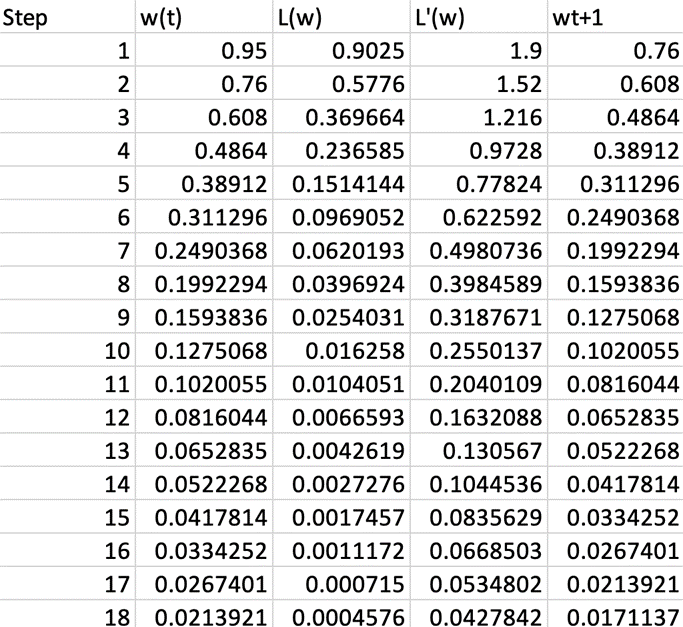 Step w(t) L(w) L'(w) wt+1
1 0.95 0.9025 1.9 0.76
2 0.76 0.5776 1.52 0.608
3 0.608 0.369664 1.216 0.4864
4 0.4864 0.236585 0.9728 0.38912
5 0.38912 0.1514144 0.77824 0.311296
6 0.311296 0.0969052 0.622592 0.2490368
7 0.2490368 0.0620193 0.4980736 0.1992294
8 0.1992294 0.0396924 0.3984589 0.1593836
9 0.1593836 0.0254031 0.3187671 0.1275068
10 0.1275068 0.016258 0.2550137 0.1020055
11 0.1020055 0.0104051 0.2040109 0.0816044
12 0.0816044 0.0066593 0.1632088 0.0652835
13 0.0652835 0.0042619 0.130567 0.0522268
14 0.0522268 0.0027276 0.1044536 0.0417814
15 0.0417814 0.0017457 0.0835629 0.0334252
16 0.0334252 0.0011172 0.0668503 0.0267401
17 0.0267401 0.000715 0.0534802 0.0213921
18 0.0213921 0.0004576 0.0427842 0.0171137